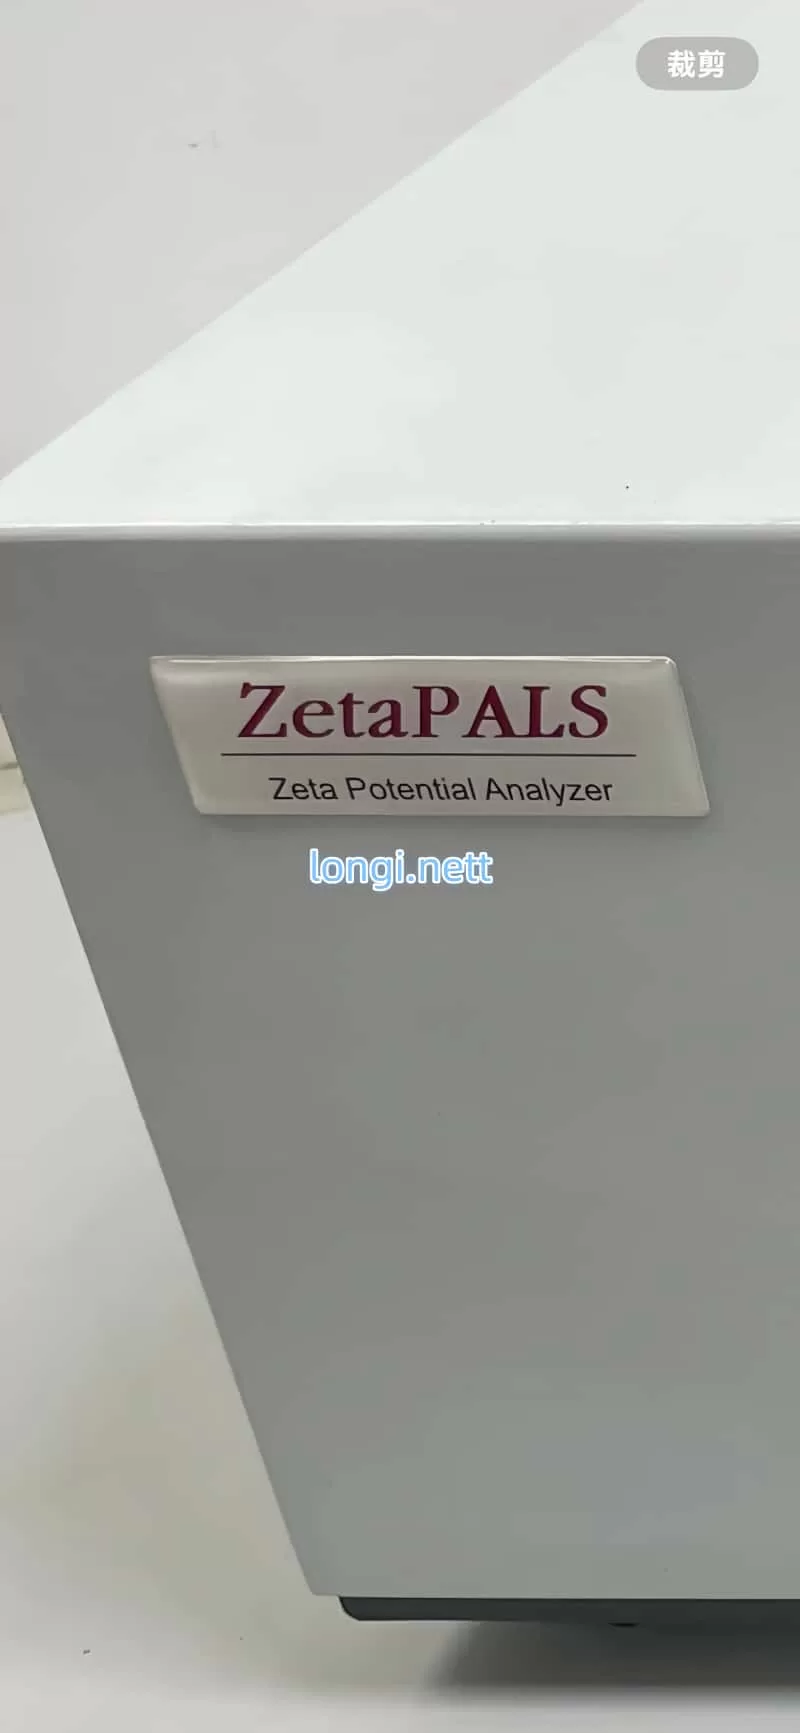 裁剪
ZetaPALS
Zeta Potential Analyzer
longi.nett